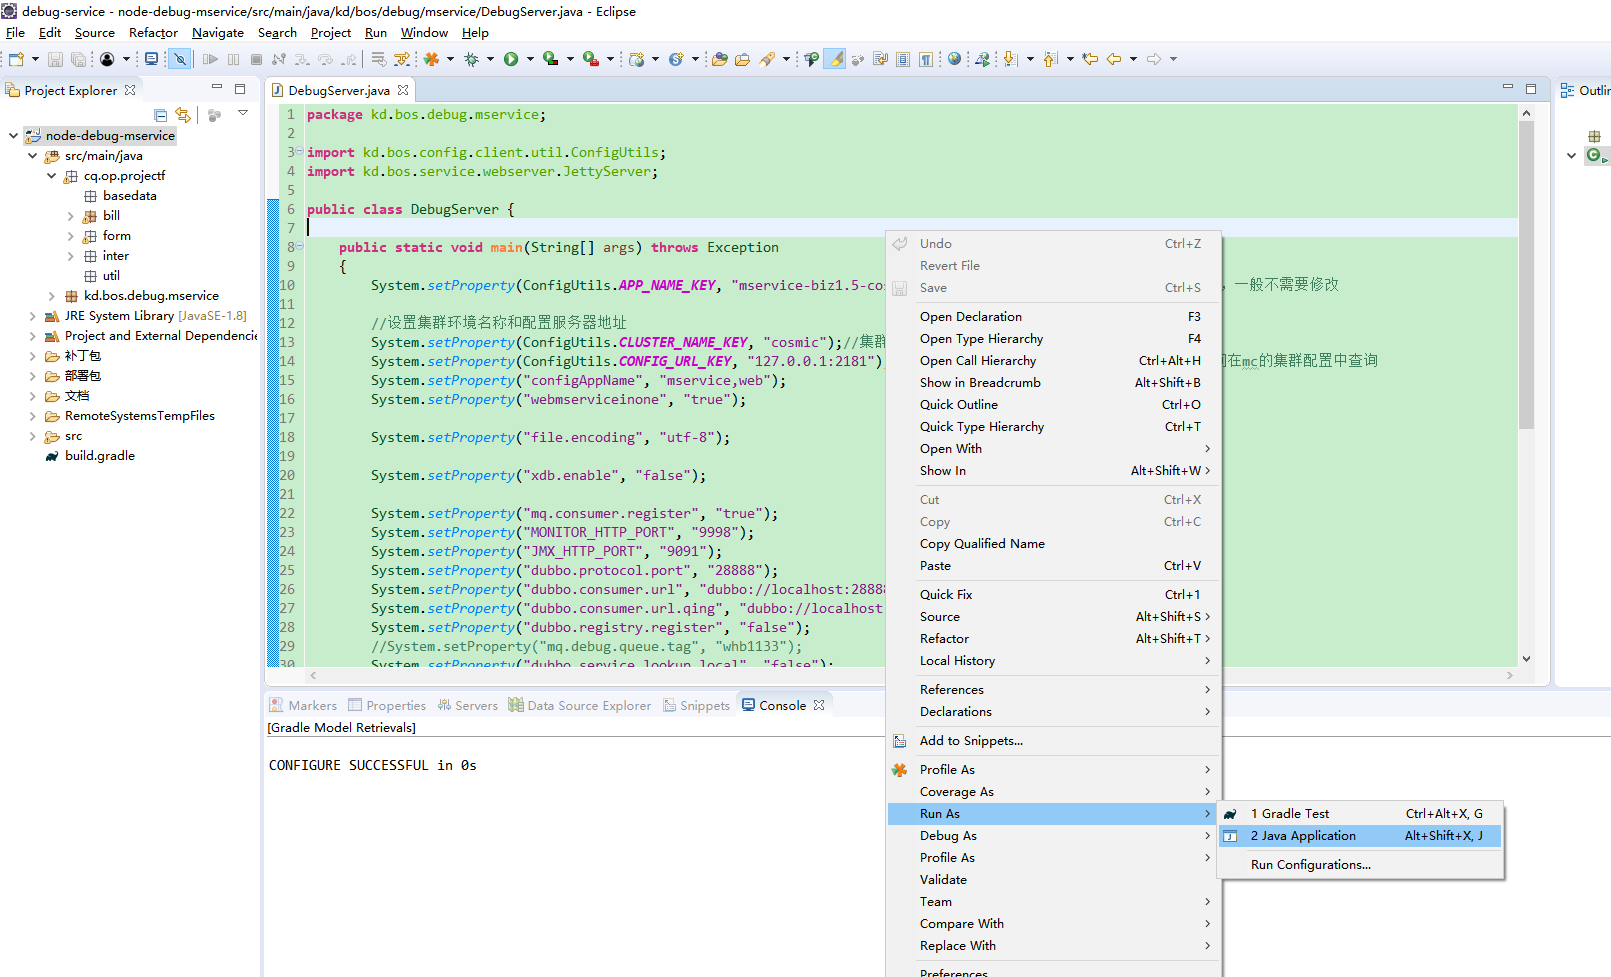 debug-service - node-debug-mservice/src/main/java/kd/bos/debug/mservice/DebugServer.java - Eclipse
File Edit Source Refactor Navigate Search Project Run Window Help
Project Explorer
node-debug-mservice
src/main/java
cq.op.projectf
basedata
bill
form
inter
util
kd.bos.debug.mservice
JRE System Library [JavaSE-1.8]
Project and External Dependencie
补丁包
部署包
文档
RemoteSystemsTempFiles
src
build.gradle
DebugServer.java
1 package kd.bos.debug.mservice;
2
3 import kd.bos.config.client.util.ConfigUtils;
4 import kd.bos.service.webserver.JettyServer;
5
6 public class DebugServer {
7
8 public static void main(String[] args) throws Exception
9 {
10 System.setProperty(ConfigUtils.APP_NAME_KEY, "mservice-biz1.5-cos ，一般不需要修改
11
12 //设置集群环境名称和配置服务器地址
13 System.setProperty(ConfigUtils.CLUSTER_NAME_KEY, "cosmic");//集群
14 System.setProperty(ConfigUtils.CONFIG_URL_KEY, "127.0.0.1:2181"); 在mc的集群配置中查询
15 System.setProperty("configAppName", "mservice,web");
16 System.setProperty("webmserviceinone", "true");
17
18 System.setProperty("file.encoding", "utf-8");
19
20 System.setProperty("xdb.enable", "false");
21
22 System.setProperty("mq.consumer.register", "true");
23 System.setProperty("MONITOR_HTTP_PORT", "9998");
24 System.setProperty("JMX_HTTP_PORT", "9091");
25 System.setProperty("dubbo.protocol.port", "28888");
26 System.setProperty("dubbo.consumer.url", "dubbo://localhost:28888
27 System.setProperty("dubbo.consumer.url.qing", "dubbo://localhost:
28 System.setProperty("dubbo.registry.register", "false");
29 //System.setProperty("mq.debug.queue.tag", "whb1133");
30 System.setProperty("dubbo.service.lookup.local", "false");
Outlin
Undo Ctrl+Z
Revert File
Save Ctrl+S
Open Declaration F3
Open Type Hierarchy F4
Open Call Hierarchy Ctrl+Alt+H
Show in Breadcrumb Alt+Shift+B
Quick Outline Ctrl+O
Quick Type Hierarchy Ctrl+T
Open With
Show In Alt+Shift+W
Cut Ctrl+X
Copy Ctrl+C
Copy Qualified Name
Paste Ctrl+V
Quick Fix Ctrl+1
Source Alt+Shift+S
Refactor Alt+Shift+T
Local History
References
Declarations
Add to Snippets...
Profile As
Coverage As
Run As
Debug As
Profile As
Validate
Team
Compare With
Replace With
Preferences
1 Gradle Test Ctrl+Alt+X, G
2 Java Application Alt+Shift+X, J
Run Configurations...
Markers Properties Servers Data Source Explorer Snippets Console
[Gradle Model Retrievals]
CONFIGURE SUCCESSFUL in 0s